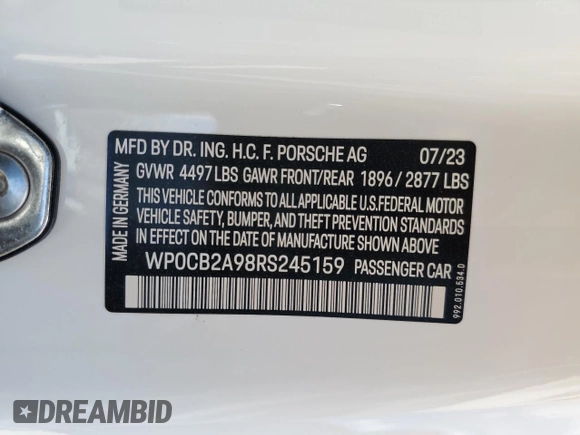 MFD BY DR. ING. H.C. F. PORSCHE AG 07/23
GVWR 4497 LBS GAWR FRONT/REAR 1896 / 2877 LBS
THIS VEHICLE CONFORMS TO ALL APPLICABLE U.S.FEDERAL MOTOR
VEHICLE SAFETY, BUMPER, AND THEFT PREVENTION STANDARDS
IN EFFECT ON THE DATE OF MANUFACTURE SHOWN ABOVE.
WP0CB2A98RS245159 PASSENGER CAR
MADE IN GERMANY
992.010.534.D
DREAMBID